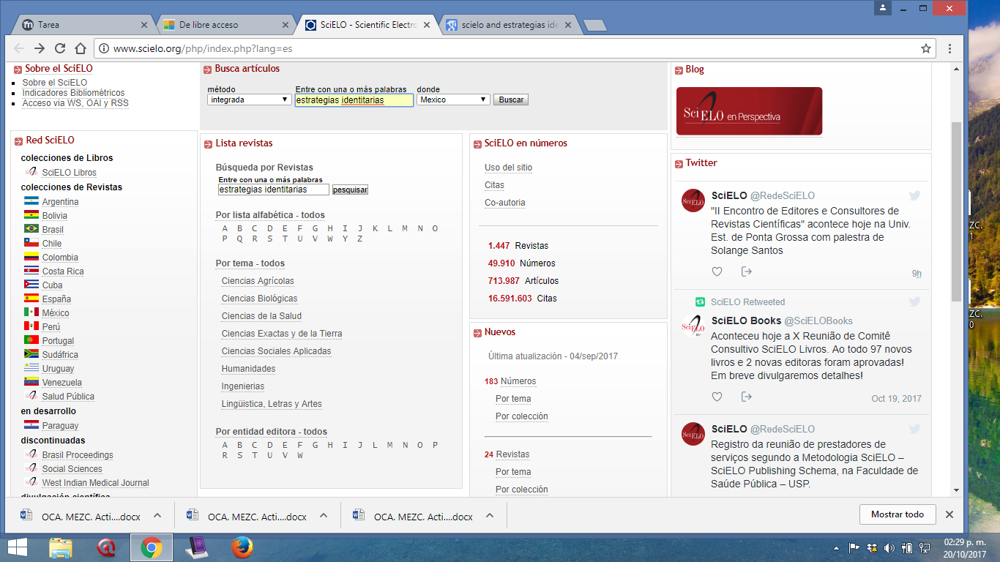 Tarea
De libre acceso
SciELO - Scientific Electro
scielo and estrategias ide
www.scielo.org/php/index.php?lang=es
Sobre el SciELO
Sobre el SciELO
Indicadores Bibliométricos
Acceso via WS, OAI y RSS
Busca artículos
método Entre con una o más palabras donde
integrada estrategias identitarias Mexico Buscar
Red SciELO
colecciones de Libros
SciELO Libros
colecciones de Revistas
Argentina
Bolivia
Brasil
Chile
Colombia
Costa Rica
Cuba
España
México
Perú
Portugal
Sudáfrica
Uruguay
Venezuela
Salud Pública
en desarrollo
Paraguay
discontinuadas
Brasil Proceedings
Social Sciences
West Indian Medical Journal
divulgación científica
Lista revistas
Búsqueda por Revistas
Entre con una o más palabras
estrategias identitarias pesquisar
Por lista alfabética - todos
A B C D E F G H I J K L M N O
P Q R S T U V W Y Z
Por tema - todos
Ciencias Agrícolas
Ciencias Biológicas
Ciencias de la Salud
Ciencias Exactas y de la Tierra
Ciencias Sociales Aplicadas
Humanidades
Ingenierias
Lingüistica, Letras y Artes
Por entidad editora - todos
A B C D E F G H I J L M N O P
R S T U V W
SciELO en números
Uso del sitio
Citas
Co-autoria
1.447 Revistas
49.910 Números
713.987 Artículos
16.591.603 Citas
Nuevos
Última atualización - 04/sep/2017
183 Números
Por tema
Por colección
24 Revistas
Por tema
Por colección
Blog
SciELO en Perspectiva
Twitter
SciELO @RedeSciELO
"II Encontro de Editores e Consultores de
Revistas Científicas" acontece hoje na Univ.
Est. de Ponta Grossa com palestra de
Solange Santos
9h
SciELO Retweeted
SciELO Books @SciELOBooks
Aconteceu hoje a X Reunião de Comitê
Consultivo SciELO Livros. Ao todo 97 novos
livros e 2 novas editoras foram aprovadas!
Em breve divulgaremos detalhes!
Oct 19, 2017
SciELO @RedeSciELO
Registro da reunião de prestadores de
serviços segundo a Metodologia SciELO –
SciELO Publishing Schema, na Faculdade de
Saúde Pública – USP.
ZC.
1
ZC.
0
OCA. MEZC. Acti....docx
OCA. MEZC. Acti....docx
OCA. MEZC. Acti....docx
Mostrar todo
02:29 p. m.
20/10/2017